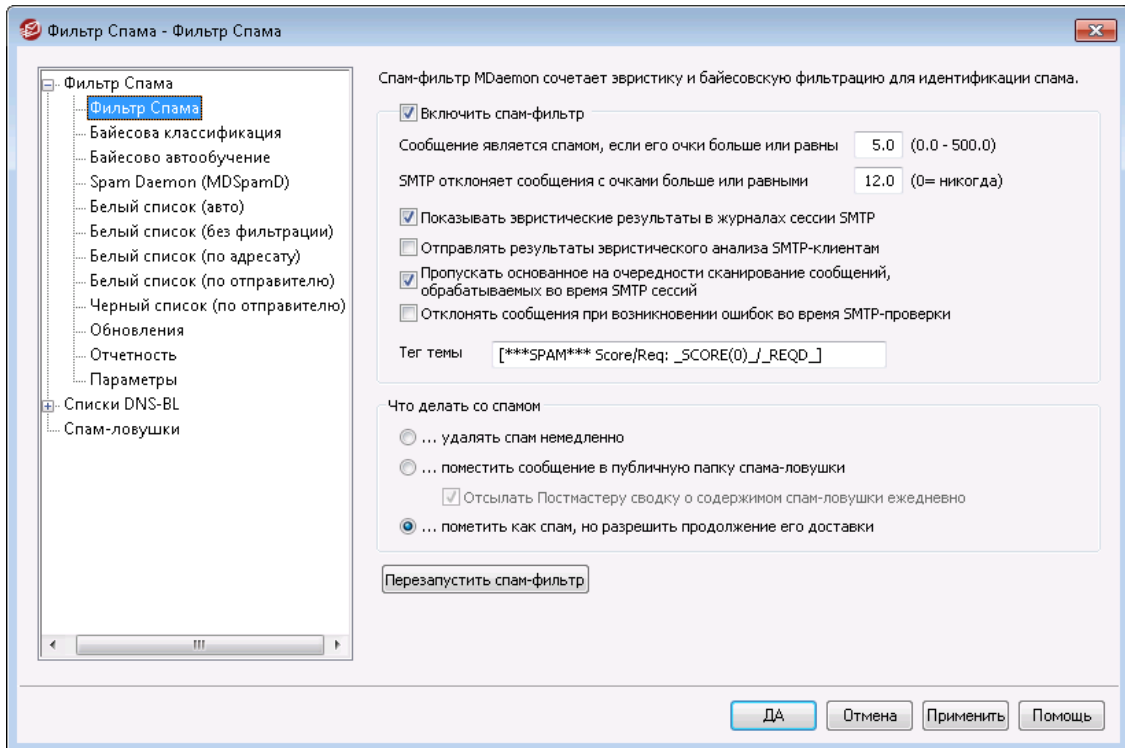 Фильтр Спама - Фильтр Спама
Фильтр Спама
Фильтр Спама
Байесова классификация
Байесово автообучение
Spam Daemon (MDSpamD)
Белый список (авто)
Белый список (без фильтрации)
Белый список (по адресату)
Белый список (по отправителю)
Черный список (по отправителю)
Обновления
Отчетность
Параметры
Списки DNS-BL
Спам-ловушки
Спам-фильтр MDaemon сочетает эвристику и байесовскую фильтрацию для идентификации спама.
Включить спам-фильтр
Сообщение является спамом, если его очки больше или равны 5.0 (0.0 - 500.0)
SMTP отклоняет сообщения с очками больше или равными 12.0 (0= никогда)
Показывать эвристические результаты в журналах сессии SMTP
Отправлять результаты эвристического анализа SMTP-клиентам
Пропускать основанное на очередности сканирование сообщений,
обрабатываемых во время SMTP сессий
Отклонять сообщения при возникновении ошибок во время SMTP-проверки
Тег темы [***SPAM*** Score/Req: _SCORE(0)_/_REQD_]
Что делать со спамом
... удалять спам немедленно
... поместить сообщение в публичную папку спама-ловушки
Отсылать Постмастеру сводку о содержимом спам-ловушки ежедневно
... пометить как спам, но разрешить продолжение его доставки
Перезапустить спам-фильтр
ДА Отмена Применить Помощь